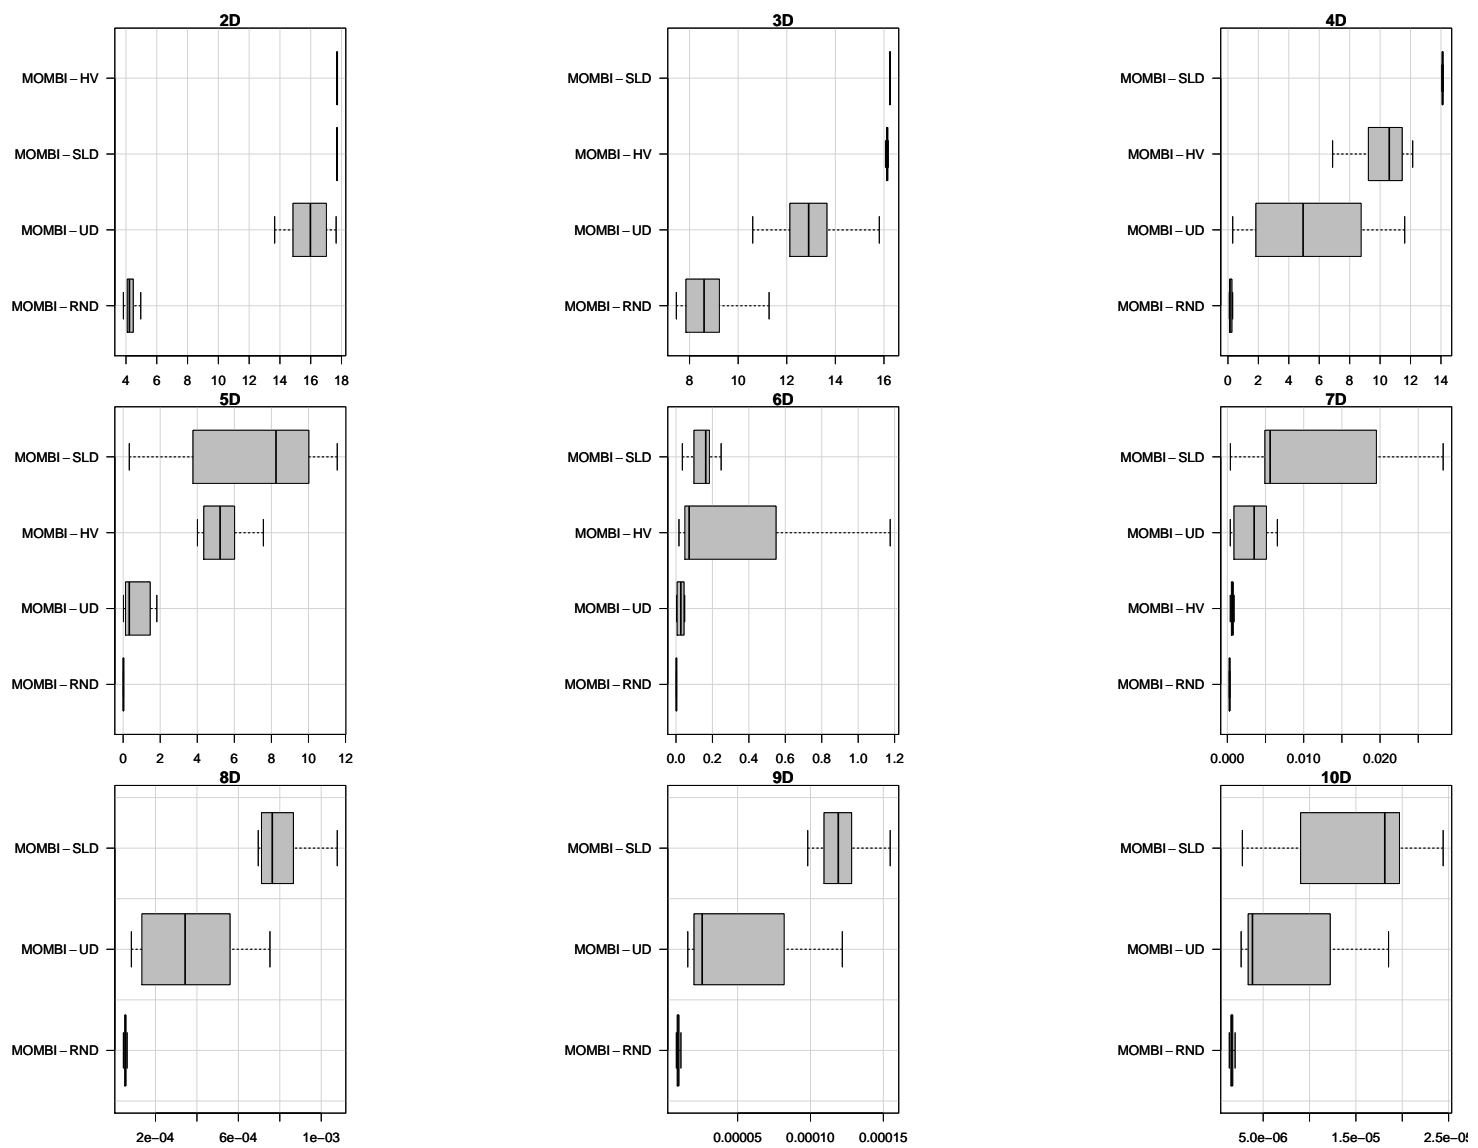 2D
MOMBI−HV
MOMBI−SLD
MOMBI−UD
MOMBI−RND
4 6 8 10 12 14 16 18
3D
MOMBI−SLD
MOMBI−HV
MOMBI−UD
MOMBI−RND
8 10 12 14 16
4D
MOMBI−SLD
MOMBI−HV
MOMBI−UD
MOMBI−RND
0 2 4 6 8 10 12 14
5D
MOMBI−SLD
MOMBI−HV
MOMBI−UD
MOMBI−RND
0 2 4 6 8 10 12
6D
MOMBI−SLD
MOMBI−HV
MOMBI−UD
MOMBI−RND
0.0 0.2 0.4 0.6 0.8 1.0 1.2
7D
MOMBI−SLD
MOMBI−UD
MOMBI−HV
MOMBI−RND
0.000 0.010 0.020
8D
MOMBI−SLD
MOMBI−UD
MOMBI−RND
2e−04 6e−04 1e−03
9D
MOMBI−SLD
MOMBI−UD
MOMBI−RND
0.00005 0.00010 0.00015
10D
MOMBI−SLD
MOMBI−UD
MOMBI−RND
5.0e−06 1.5e−05